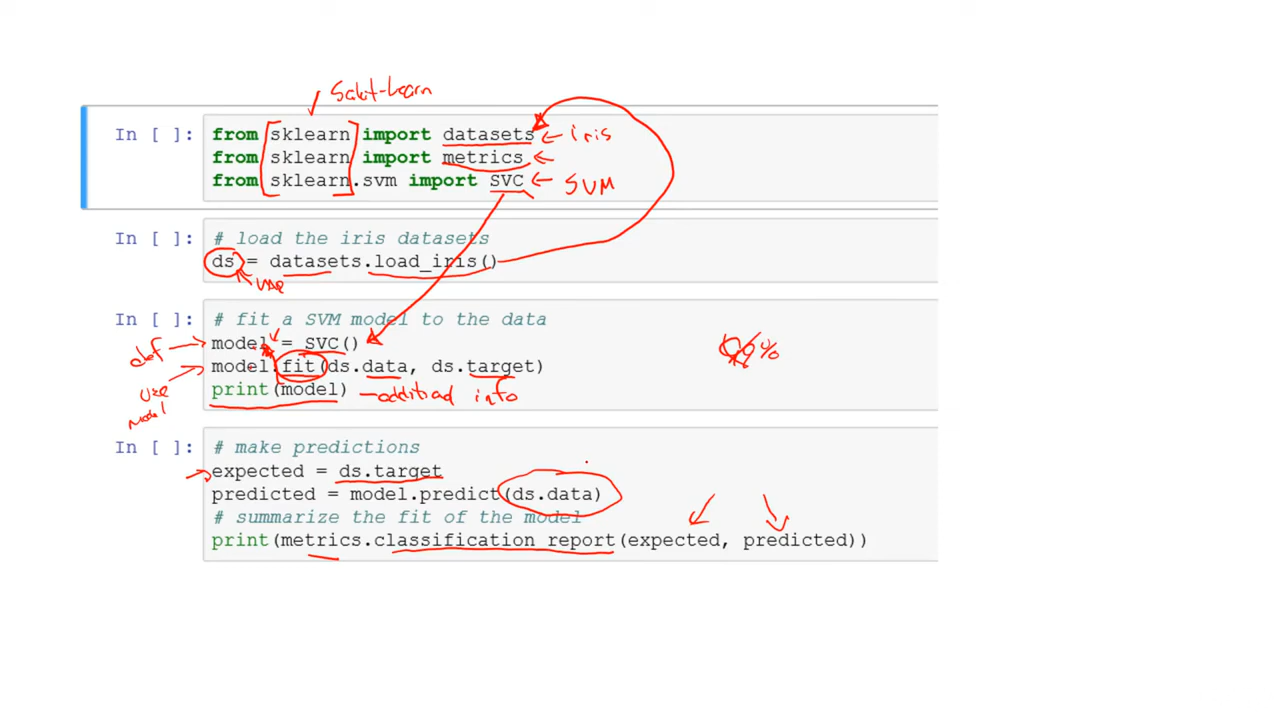 Scikit-Learn
In [ ]: from sklearn import datasets ← iris
from sklearn import metrics ←
from sklearn.svm import SVC ← SVM
In [ ]: # load the iris datasets
ds = datasets.load_iris()
use
In [ ]: # fit a SVM model to the data
def → model = SVC()
model.fit(ds.data, ds.target)
use model
print(model) — additional info
%
In [ ]: # make predictions
expected = ds.target
predicted = model.predict(ds.data)
# summarize the fit of the model
print(metrics.classification_report(expected, predicted))